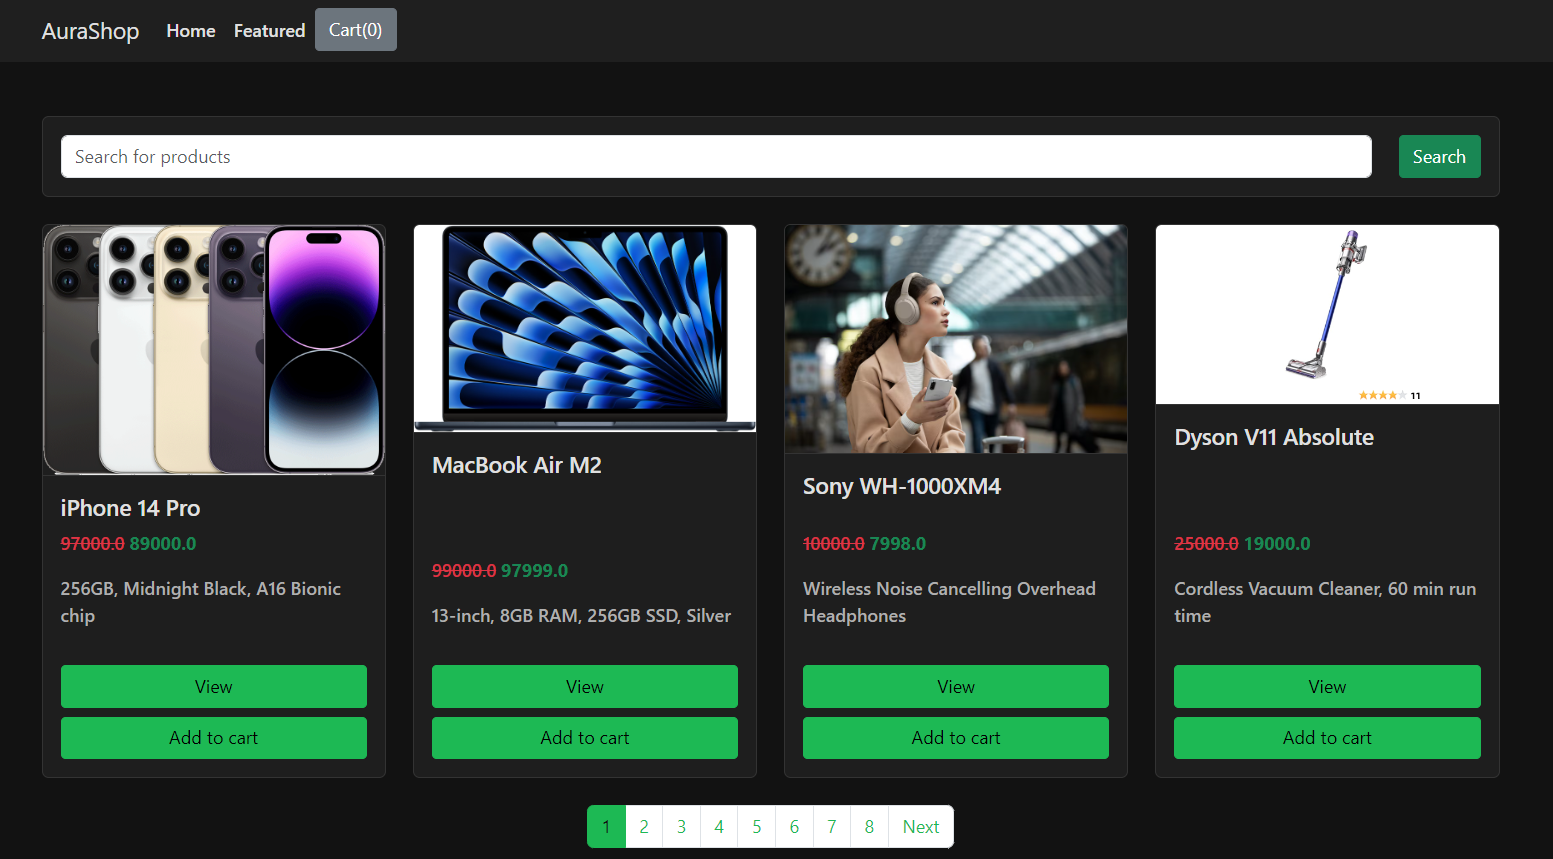 AuraShop Home Featured Cart(0)
Search for products Search
11
iPhone 14 Pro
97000.0 89000.0
256GB, Midnight Black, A16 Bionic
chip
View
Add to cart
MacBook Air M2
99000.0 97999.0
13-inch, 8GB RAM, 256GB SSD, Silver
View
Add to cart
Sony WH-1000XM4
10000.0 7998.0
Wireless Noise Cancelling Overhead
Headphones
View
Add to cart
Dyson V11 Absolute
25000.0 19000.0
Cordless Vacuum Cleaner, 60 min run
time
View
Add to cart
1 2 3 4 5 6 7 8 Next